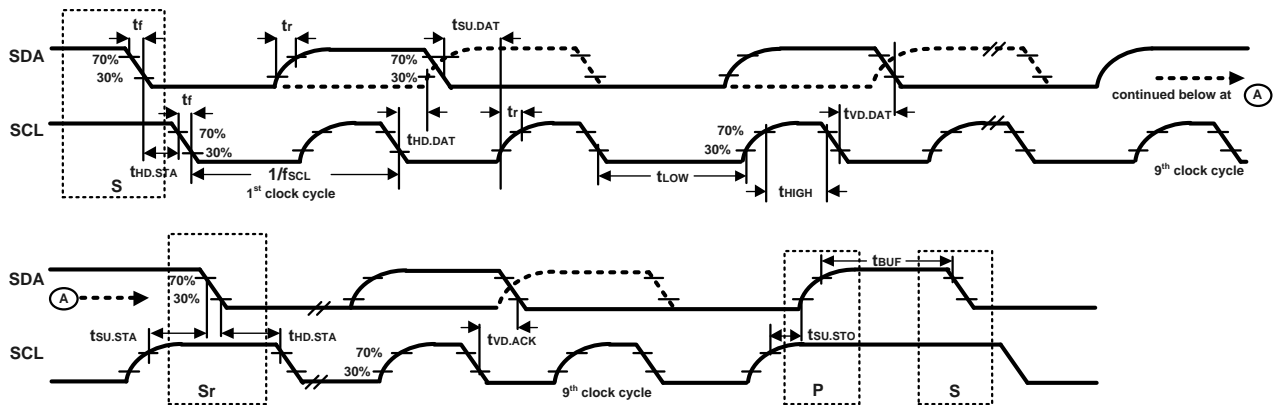 tf tr tSU.DAT
SDA 70% 70%
30% 30%
continued below at A
tf tr tVD.DAT
SCL 70% tHD.DAT 70%
30% 30%
tHD.STA 1/fSCL tLOW 9th clock cycle
S 1st clock cycle tHIGH
tBUF
SDA 70%
A 30%
tSU.STA tHD.STA tVD.ACK tSU.STO
SCL 70%
30%
Sr 9th clock cycle P S